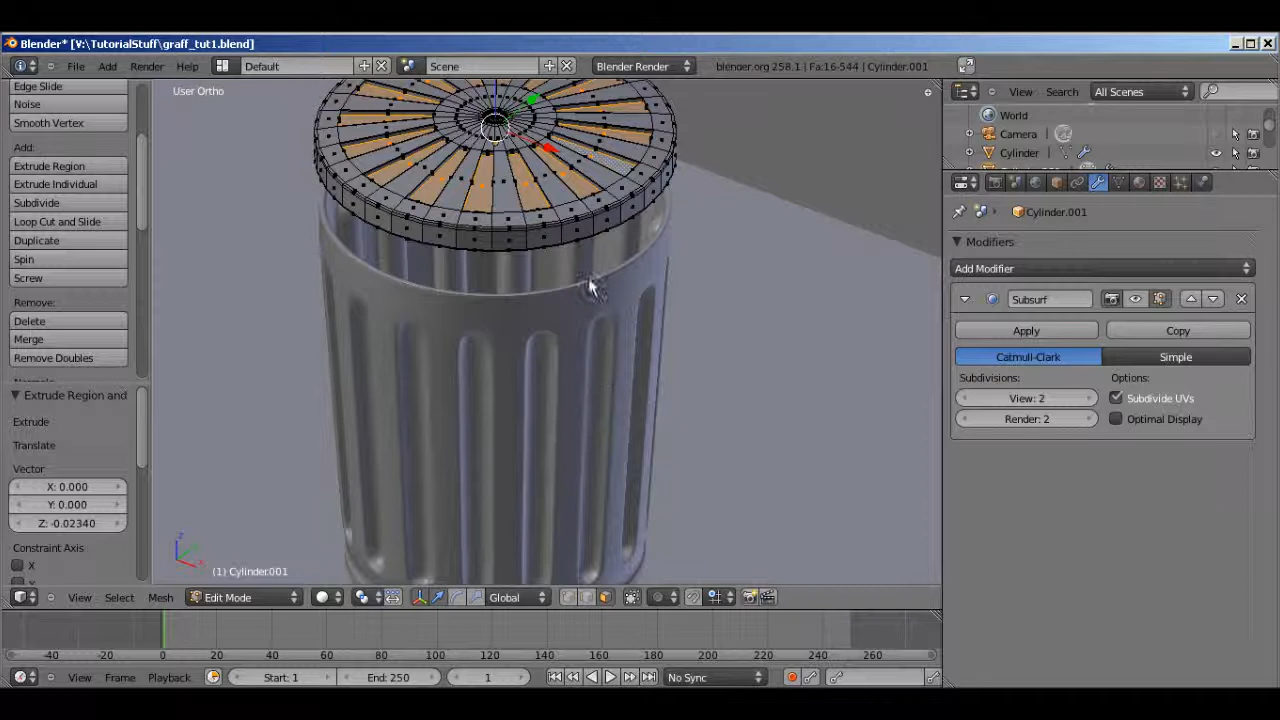 Blender* [V:\TutorialStuff\graff_tut1.blend]
File Add Render Help Default Scene Blender Render blender.org 258.1 | Fa:16-544 | Cylinder.001
Edge Slide
Noise
Smooth Vertex
Add:
Extrude Region
Extrude Individual
Subdivide
Loop Cut and Slide
Duplicate
Spin
Screw
Remove:
Delete
Merge
Remove Doubles
Extrude Region and
Extrude
Translate
Vector
X: 0.000
Y: 0.000
Z: -0.02340
Constraint Axis
X
User Ortho
(1) Cylinder.001
View Select Mesh Edit Mode Global
-40 -20 0 20 40 60 80 100 120 140 160 180 200 220 240 260
View Frame Playback Start: 1 End: 250 1 No Sync
View Search All Scenes
World
Camera
Cylinder
Cylinder.001
Modifiers
Add Modifier
Subsurf
Apply Copy
Catmull-Clark Simple
Subdivisions: Options:
View: 2 Subdivide UVs
Render: 2 Optimal Display